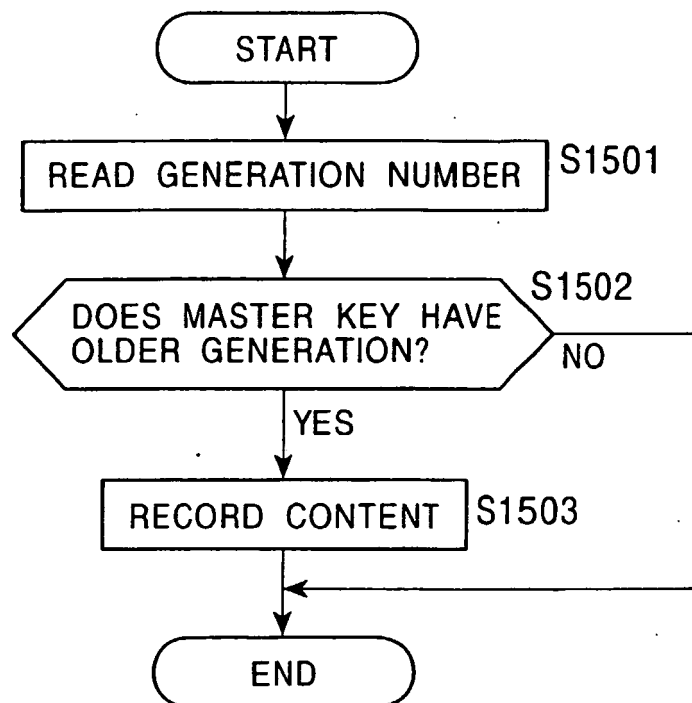 START
READ GENERATION NUMBER
S1501
S1502
DOES MASTER KEY HAVE
OLDER GENERATION?
NO
YES
RECORD CONTENT
S1503
END